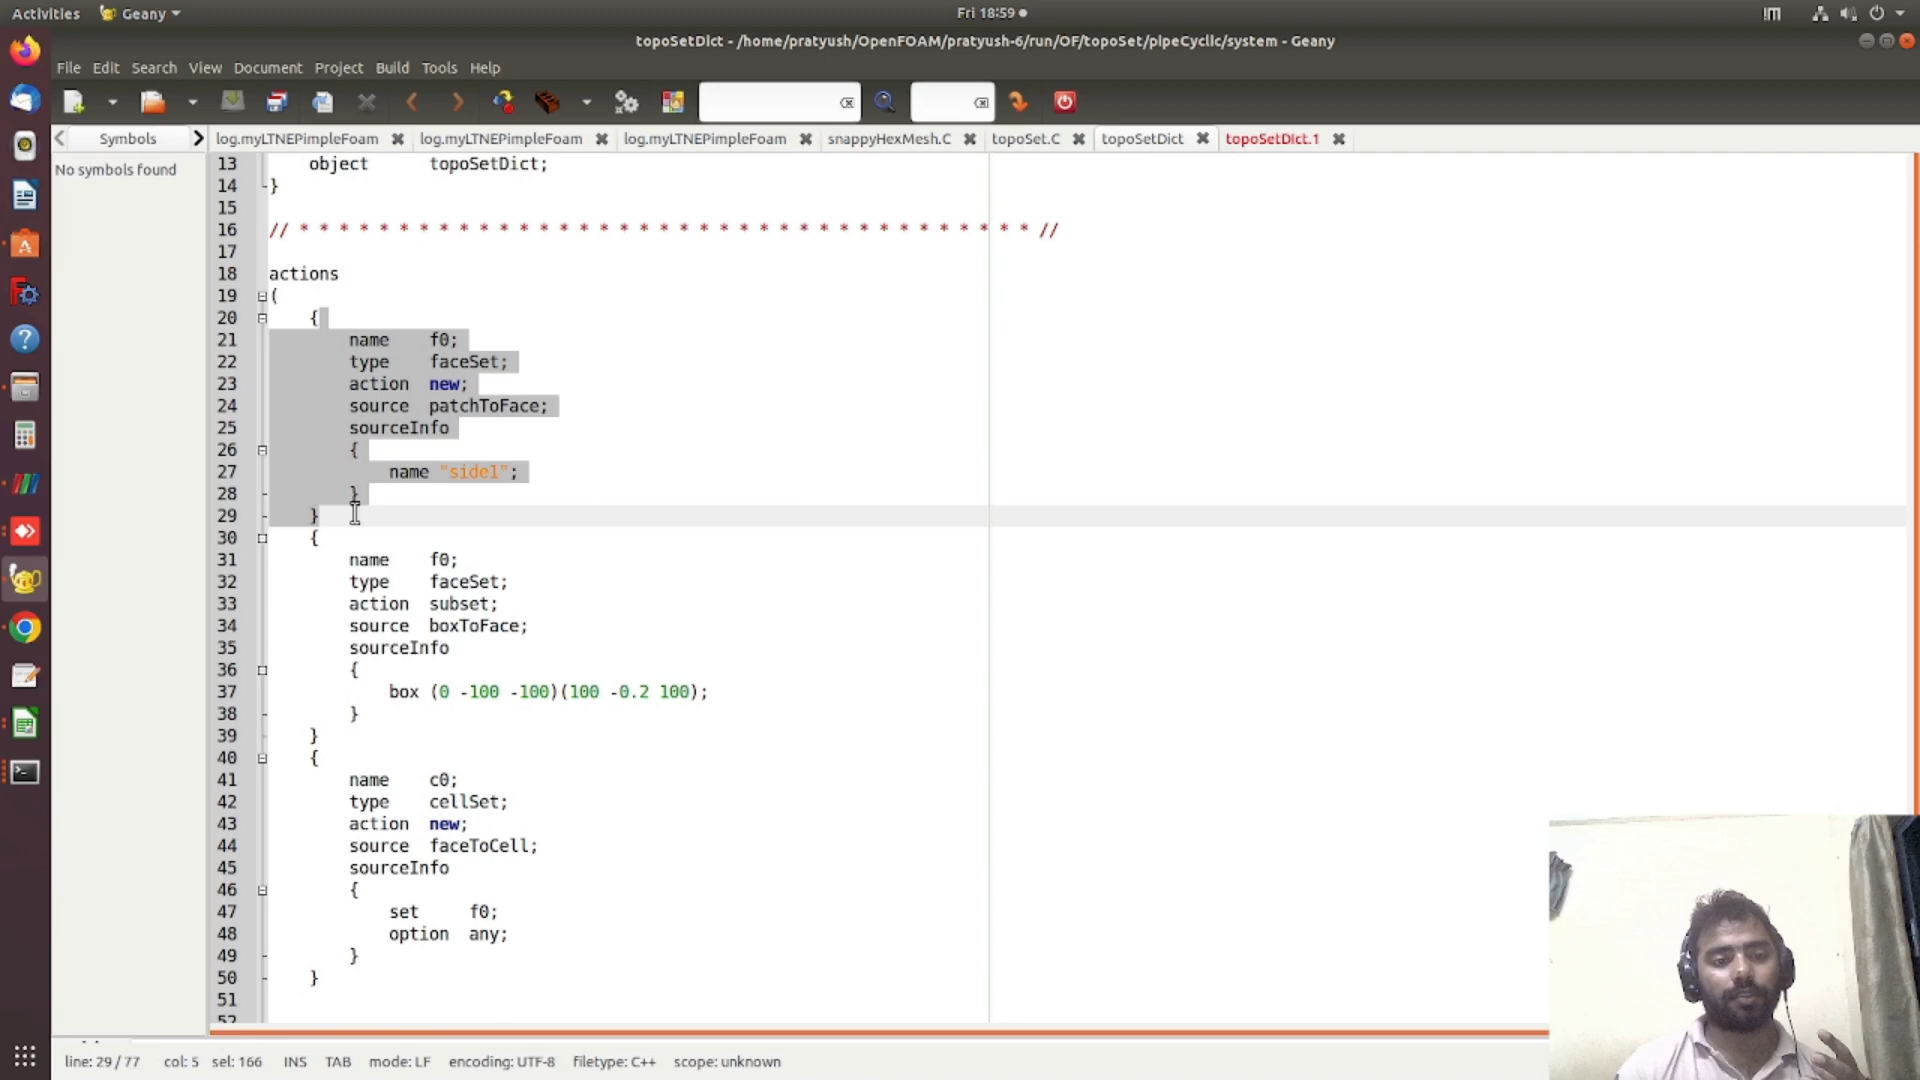 Activities Geany Fri 18:59
topoSetDict - /home/pratyush/OpenFOAM/pratyush-6/run/OF/topoSet/pipeCyclic/system - Geany
File Edit Search View Document Project Build Tools Help
Symbols log.myLTNEPimpleFoam log.myLTNEPimpleFoam log.myLTNEPimpleFoam snappyHexMesh.C topoSet.C topoSetDict topoSetDict.1
No symbols found
13 object topoSetDict;
14 }
15
16 // * * * * * * * * * * * * * * * * * * * * * * * * * * * * * * * * * * * * * //
17
18 actions
19 (
20 {
21 name f0;
22 type faceSet;
23 action new;
24 source patchToFace;
25 sourceInfo
26 {
27 name "side1";
28 }
29 }
30 {
31 name f0;
32 type faceSet;
33 action subset;
34 source boxToFace;
35 sourceInfo
36 {
37 box (0 -100 -100)(100 -0.2 100);
38 }
39 }
40 {
41 name c0;
42 type cellSet;
43 action new;
44 source faceToCell;
45 sourceInfo
46 {
47 set f0;
48 option any;
49 }
50 }
51
52
line: 29 / 77 col: 5 sel: 166 INS TAB mode: LF encoding: UTF-8 filetype: C++ scope: unknown